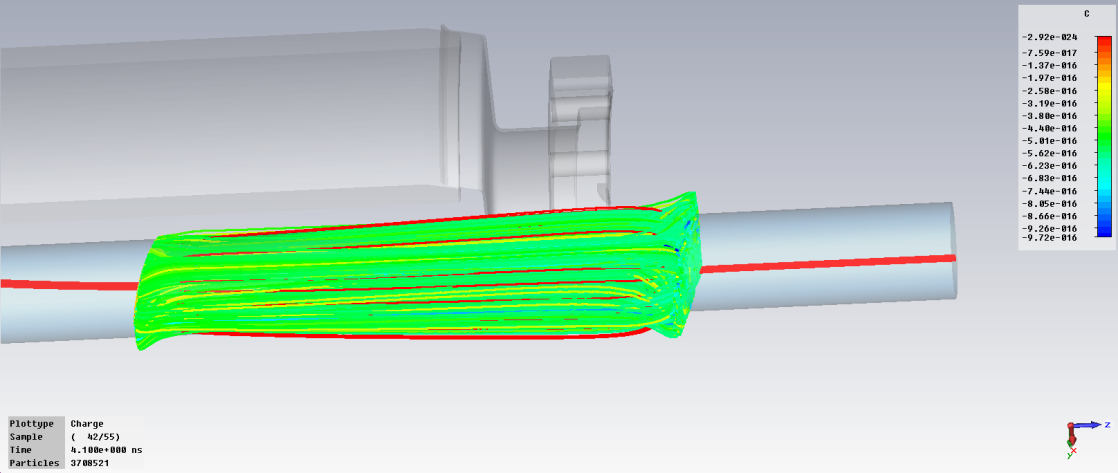 C
-2.92e-024
-7.59e-017
-1.37e-016
-1.97e-016
-2.58e-016
-3.19e-016
-3.80e-016
-4.40e-016
-5.01e-016
-5.62e-016
-6.23e-016
-6.83e-016
-7.44e-016
-8.05e-016
-8.66e-016
-9.26e-016
-9.72e-016
Plottype Charge
Sample ( 42/55)
Time 4.100e+000 ns
Particles 3708521
z
x
y